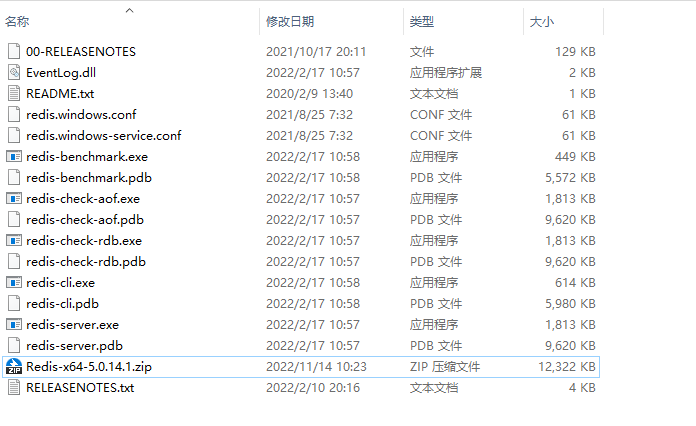 名称 修改日期 类型 大小
00-RELEASENOTES 2021/10/17 20:11 文件 129 KB
EventLog.dll 2022/2/17 10:57 应用程序扩展 2 KB
README.txt 2020/2/9 13:40 文本文档 1 KB
redis.windows.conf 2021/8/25 7:32 CONF 文件 61 KB
redis.windows-service.conf 2021/8/25 7:32 CONF 文件 61 KB
redis-benchmark.exe 2022/2/17 10:58 应用程序 449 KB
redis-benchmark.pdb 2022/2/17 10:58 PDB 文件 5,572 KB
redis-check-aof.exe 2022/2/17 10:57 应用程序 1,813 KB
redis-check-aof.pdb 2022/2/17 10:57 PDB 文件 9,620 KB
redis-check-rdb.exe 2022/2/17 10:57 应用程序 1,813 KB
redis-check-rdb.pdb 2022/2/17 10:57 PDB 文件 9,620 KB
redis-cli.exe 2022/2/17 10:58 应用程序 614 KB
redis-cli.pdb 2022/2/17 10:58 PDB 文件 5,980 KB
redis-server.exe 2022/2/17 10:57 应用程序 1,813 KB
redis-server.pdb 2022/2/17 10:57 PDB 文件 9,620 KB
ZIP Redis-x64-5.0.14.1.zip 2022/11/14 10:23 ZIP 压缩文件 12,322 KB
RELEASENOTES.txt 2022/2/10 20:16 文本文档 4 KB